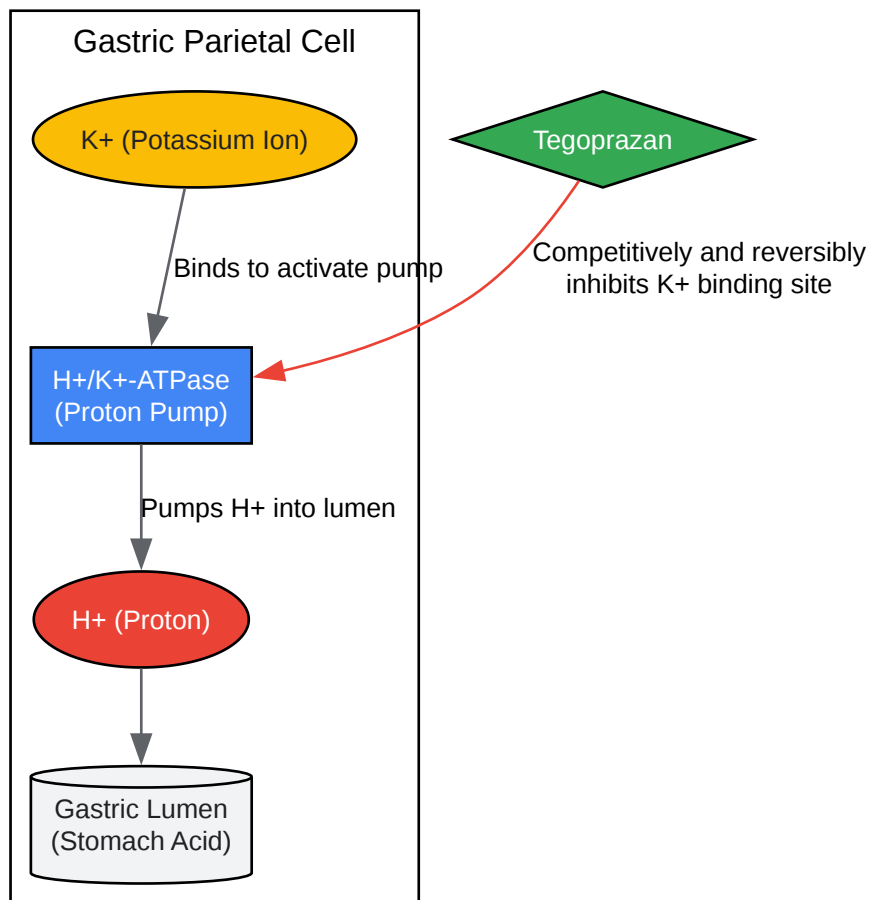 Gastric Parietal Cell
K+ (Potassium Ion)
Tegoprazan
Binds to activate pump
Competitively and reversibly
inhibits K+ binding site
H+/K+-ATPase
(Proton Pump)
Pumps H+ into lumen
H+ (Proton)
Gastric Lumen
(Stomach Acid)